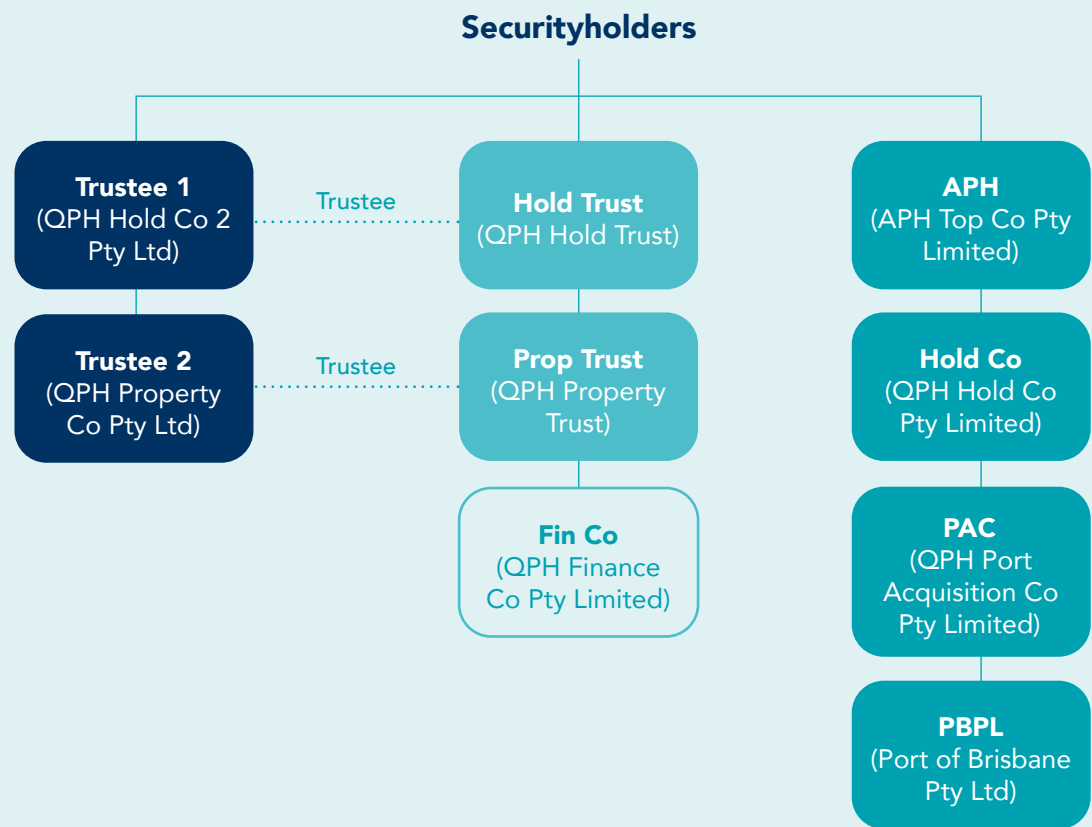 Securityholders
Trustee 1
(QPH Hold Co 2
Pty Ltd)
Trustee
Hold Trust
(QPH Hold Trust)
APH
(APH Top Co Pty
Limited)
Trustee 2
(QPH Property
Co Pty Ltd)
Trustee
Prop Trust
(QPH Property
Trust)
Hold Co
(QPH Hold Co
Pty Limited)
Fin Co
(QPH Finance
Co Pty Limited)
PAC
(QPH Port
Acquisition Co
Pty Limited)
PBPL
(Port of Brisbane
Pty Ltd)